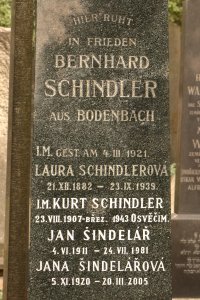 HIER RUHT
IN FRIEDEN
BERNHARD
SCHINDLER
AUS BODENBACH
I.M. GEST. AM 4.III.1921.
LAURA SCHINDLEROVÁ
21.XII.1882 - 23.IX.1939.
I.M. KURT SCHINDLER
23.VIII.1907-BŘEZ. 1943 OSVĚČIM.
JAN ŠINDELÁŘ
4.VI.1911 - 24.VII.1981
JANA ŠINDELÁŘOVÁ
5.XI.1920 - 20.III.2005